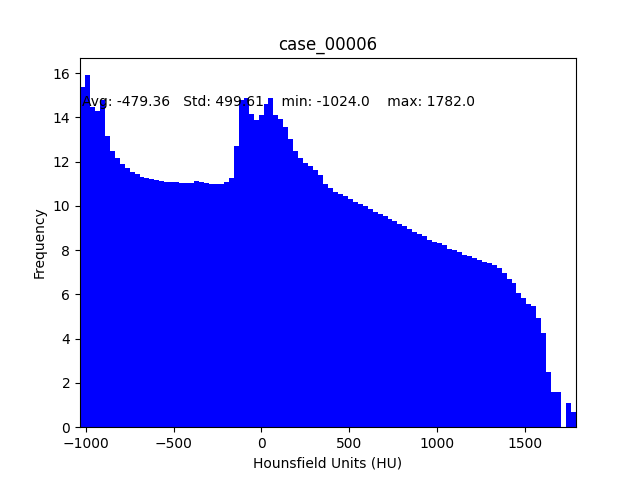 case_00006
Avg: -479.36   Std: 499.61    min: -1024.0    max: 1782.0
16
14
12
10
8
6
4
2
0
Frequency
−1000 −500 0 500 1000 1500
Hounsfield Units (HU)